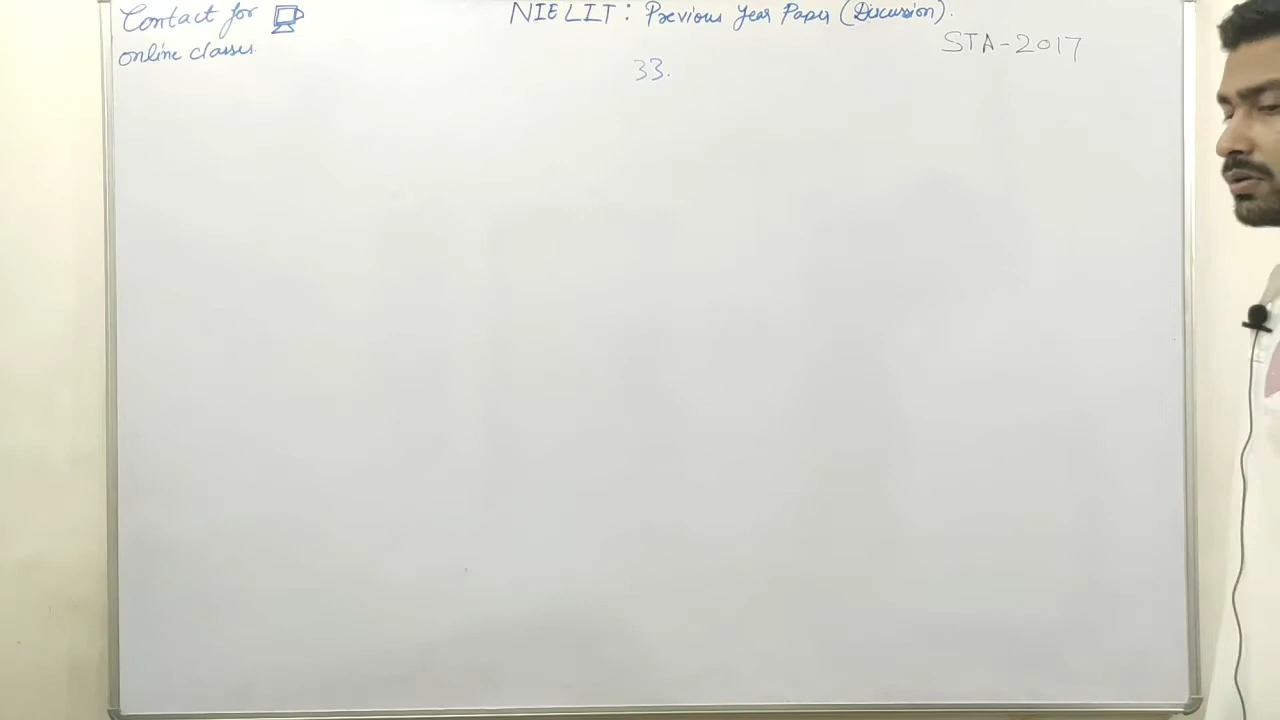 Contact for
online classes.
NIELIT : Previous Year Paper (Discussion).
STA-2017
33.